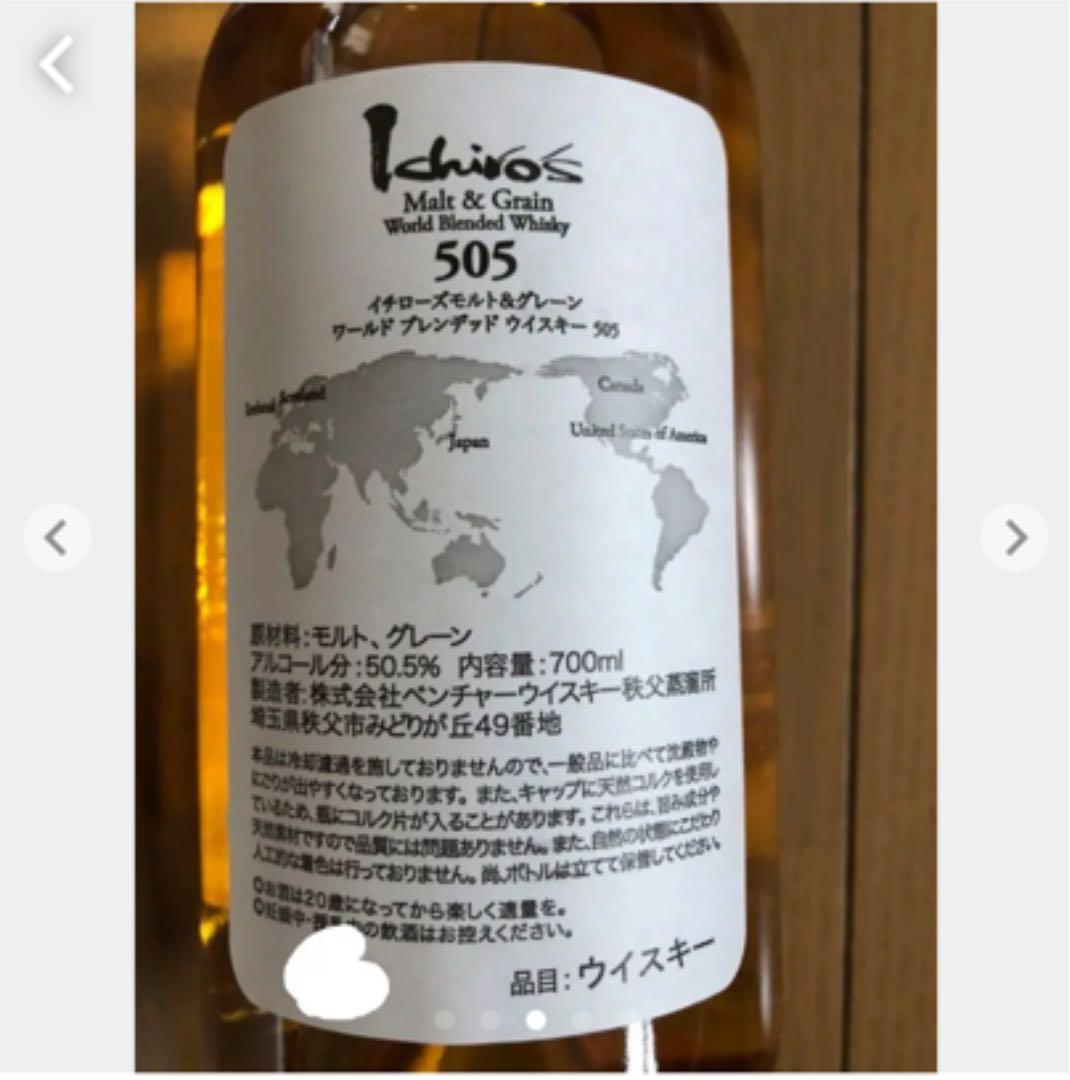 Ichiro's
Malt & Grain
World Blended Whisky
505
イチローズモルト&グレーン
ワールド ブレンデッド ウイスキー 505
Ireland
Scotland
Canada
Japan
United States of America
原材料:モルト、グレーン
アルコール分:50.5% 内容量:700ml
製造者:株式会社ベンチャーウイスキー秩父蒸溜所
埼玉県秩父市みどりが丘49番地
本品は冷却濾過を施しておりませんので、一般品に比べて沈殿物や
にごりが出やすくなっております。また、キャップに天然コルクを使用し
ているため、瓶にコルク片が入ることがあります。これらは、旨み成分や
天然素材ですので品質には問題ありません。また、自然の状態にこだわり
人工的な着色は行っておりません。尚、ボトルは立てて保管してください。
◎お酒は20歳になってから楽しく適量を。
◎妊娠中・授乳中の飲酒はお控えください。
品目:ウイスキー